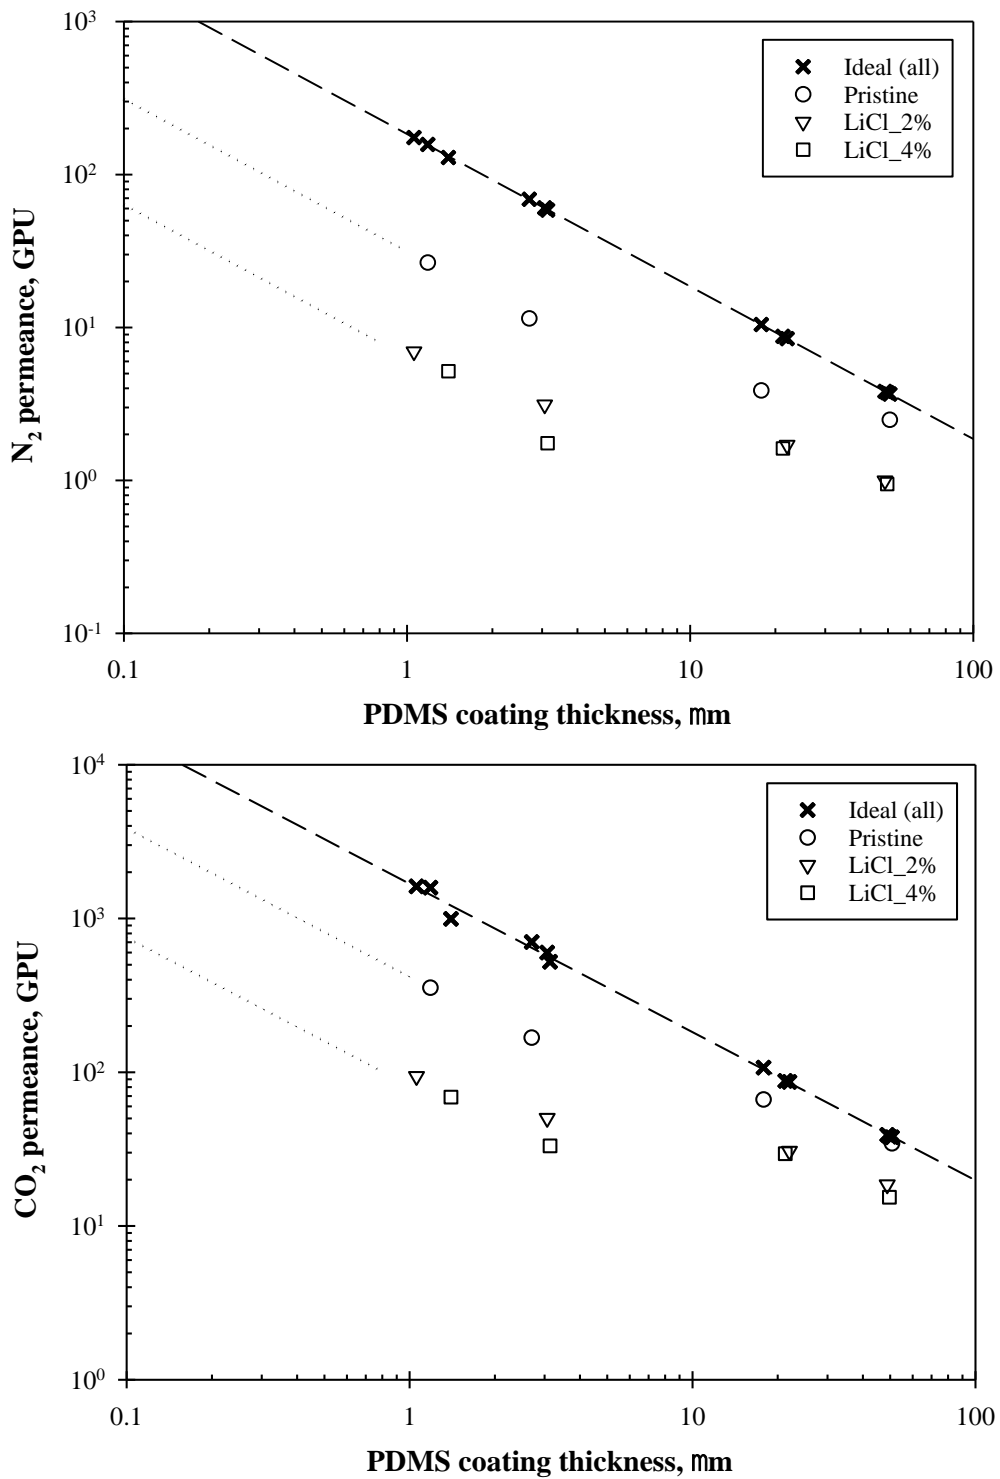 10³
10²
10¹
10⁰
10⁻¹
N₂ permeance, GPU
Ideal (all)
Pristine
LiCl_2%
LiCl_4%
0.1 1 10 100
PDMS coating thickness, mm
10⁴
10³
10²
10¹
10⁰
CO₂ permeance, GPU
Ideal (all)
Pristine
LiCl_2%
LiCl_4%
0.1 1 10 100
PDMS coating thickness, mm